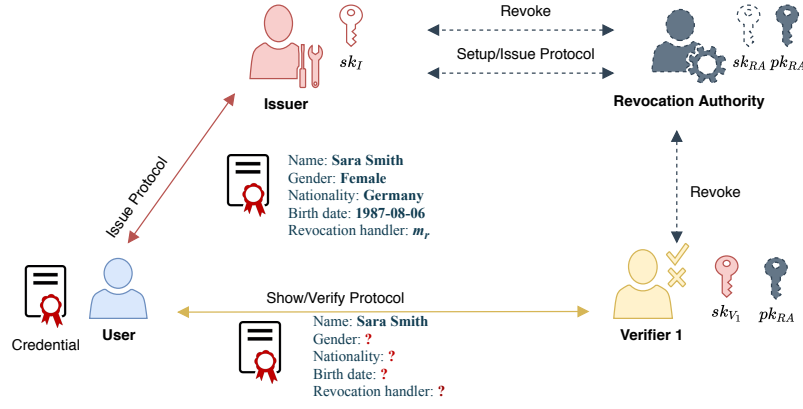 Revoke
Setup/Issue Protocol
sk_I
sk_RA pk_RA
Issuer
Revocation Authority
Issue Protocol
Name: Sara Smith
Gender: Female
Nationality: Germany
Birth date: 1987-08-06
Revocation handler: m_r
Revoke
Show/Verify Protocol
Credential
User
Name: Sara Smith
Gender: ?
Nationality: ?
Birth date: ?
Revocation handler: ?
Verifier 1
sk_V_1 pk_RA